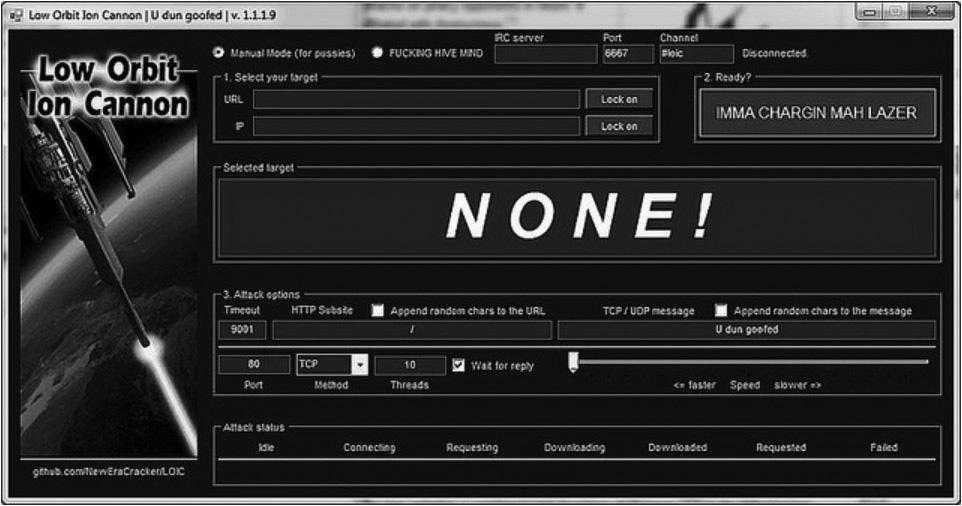 Low Orbit Ion Cannon | U dun goofed | v. 1.1.1.9
Low Orbit
Ion Cannon
github.com/NewEraCracker/LOIC
Manual Mode (for pussies) FUCKING HIVE MIND
IRC server Port Channel
6667 #loic Disconnected.
1. Select your target
URL Lock on
IP Lock on
2. Ready?
IMMA CHARGIN MAH LAZER
Selected target
NONE!
3. Attack options
Timeout HTTP Subsite Append random chars to the URL TCP / UDP message Append random chars to the message
9001 / U dun goofed
80 TCP 10 Wait for reply
Port Method Threads <= faster Speed slower =>
Attack status
Idle Connecting Requesting Downloading Downloaded Requested Failed